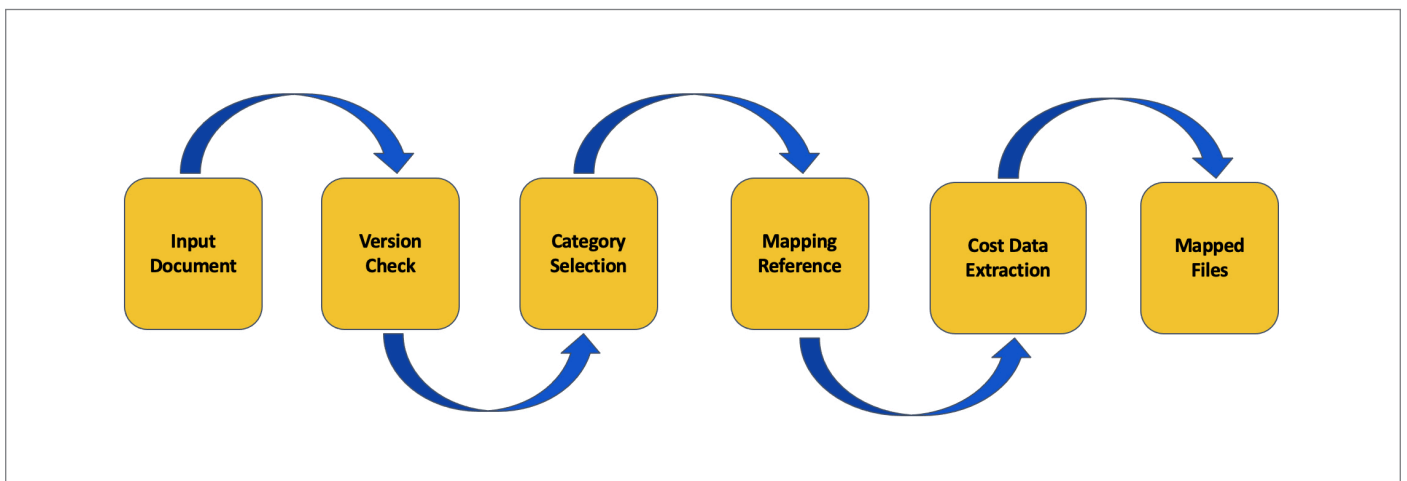 Input
Document
Version
Check
Category
Selection
Mapping
Reference
Cost Data
Extraction
Mapped
Files